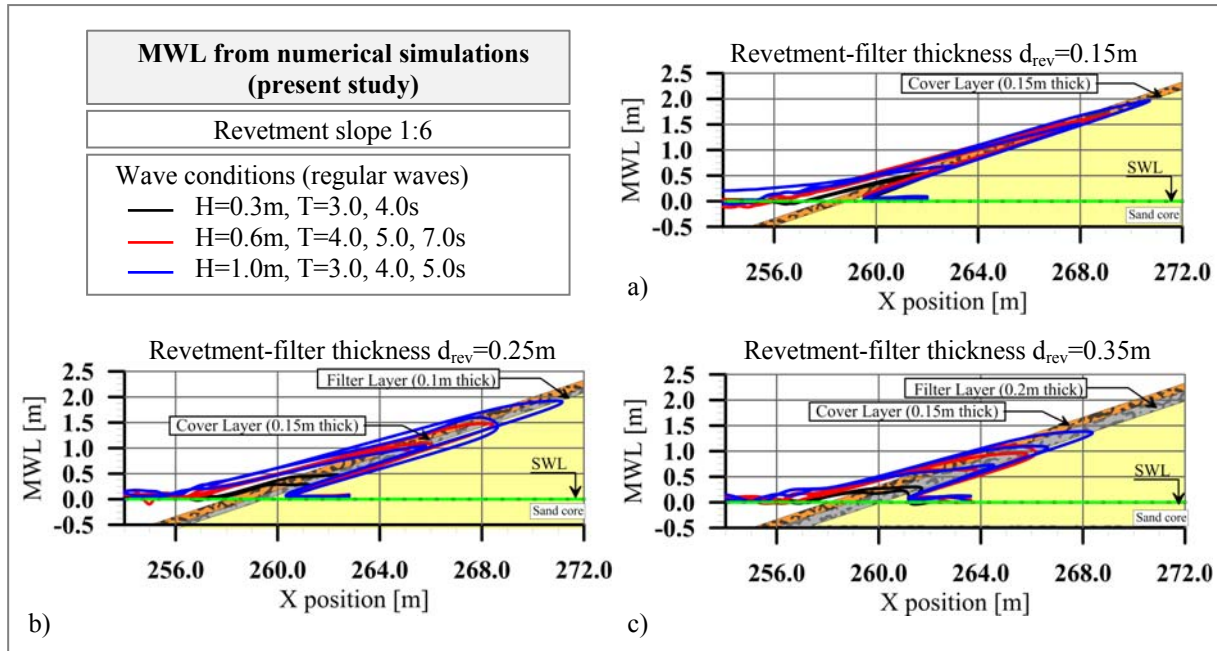 MWL from numerical simulations
(present study)
Revetment slope 1:6
Wave conditions (regular waves)
H=0.3m, T=3.0, 4.0s
H=0.6m, T=4.0, 5.0, 7.0s
H=1.0m, T=3.0, 4.0, 5.0s
Revetment-filter thickness drev=0.15m
Cover Layer (0.15m thick)
MWL [m]
2.5
2.0
1.5
1.0
0.5
0.0
-0.5
SWL
Sand core
256.0 260.0 264.0 268.0 272.0
X position [m]
a)
Revetment-filter thickness drev=0.25m
Filter Layer (0.1m thick)
Cover Layer (0.15m thick)
MWL [m]
2.5
2.0
1.5
1.0
0.5
0.0
-0.5
SWL
Sand core
256.0 260.0 264.0 268.0 272.0
X position [m]
b)
Revetment-filter thickness drev=0.35m
Filter Layer (0.2m thick)
Cover Layer (0.15m thick)
MWL [m]
2.5
2.0
1.5
1.0
0.5
0.0
-0.5
SWL
Sand core
256.0 260.0 264.0 268.0 272.0
X position [m]
c)